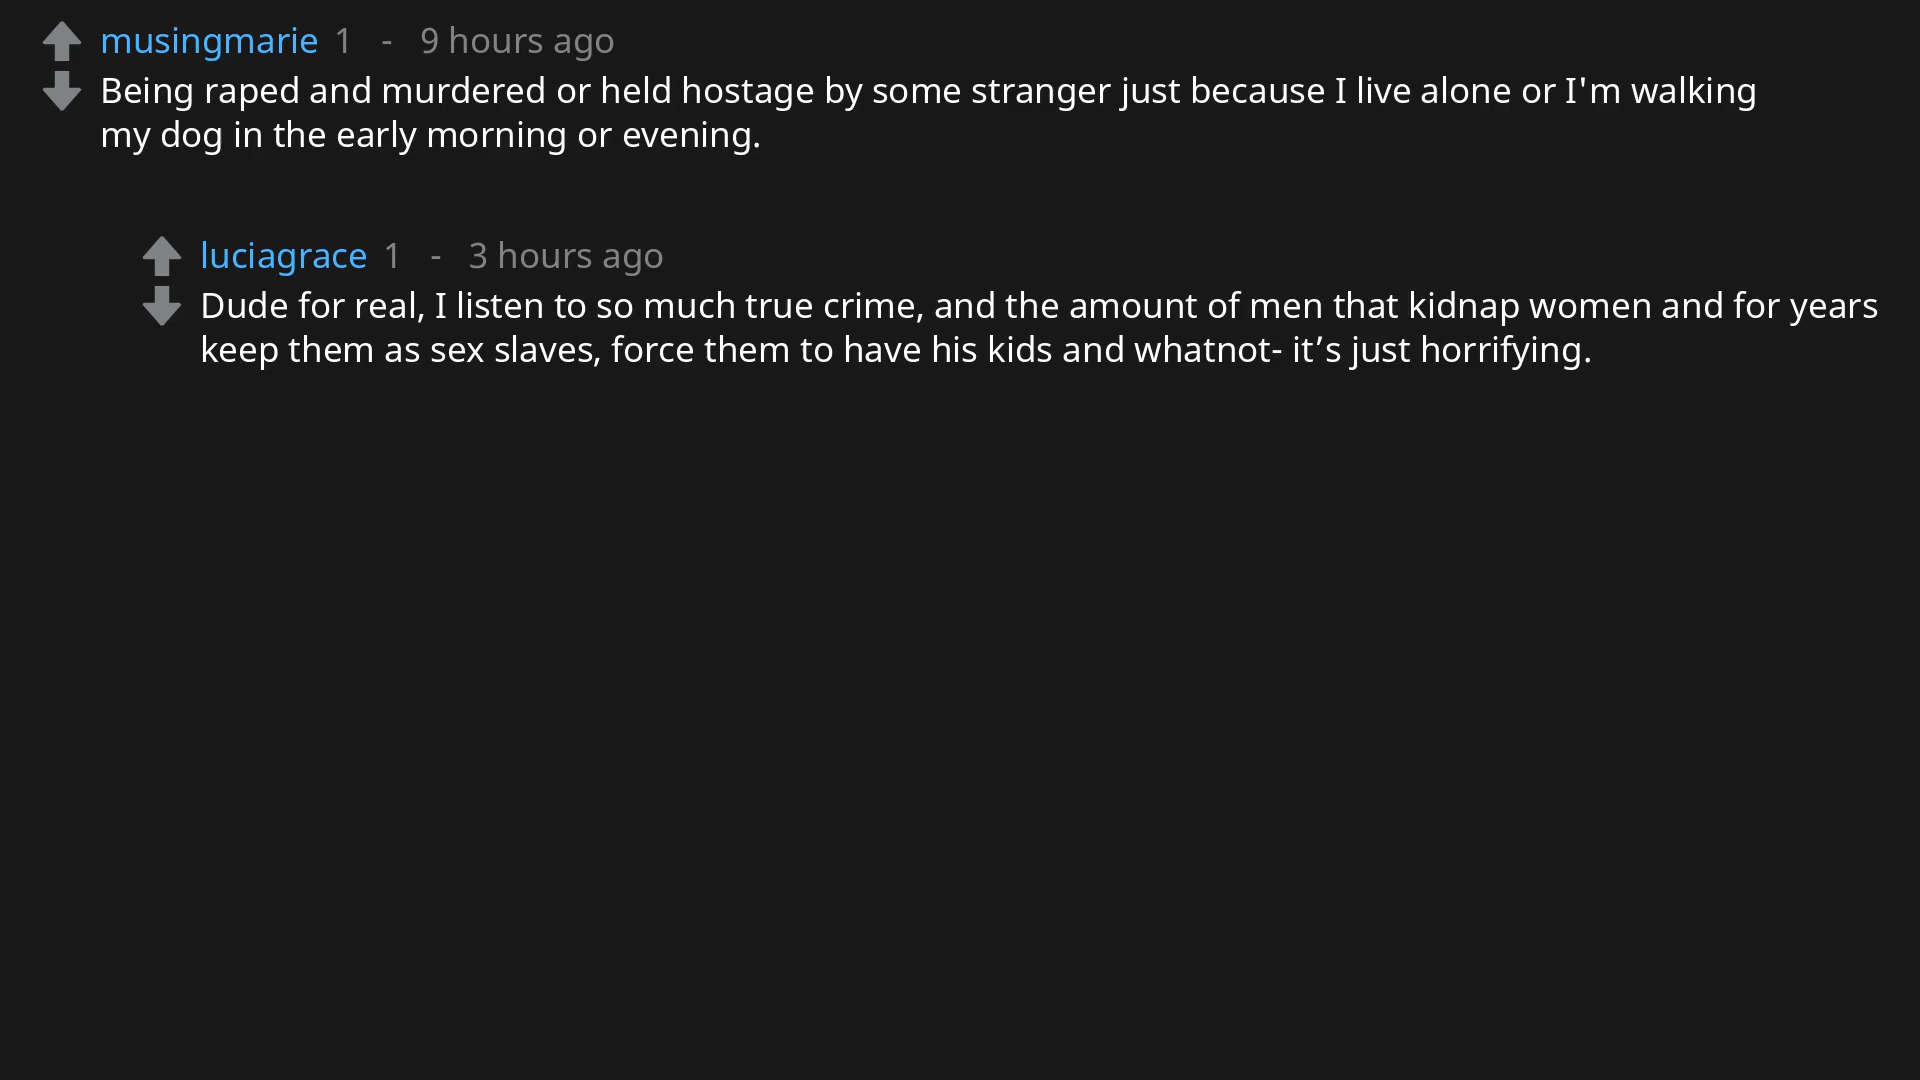 musingmarie 1 - 9 hours ago
Being raped and murdered or held hostage by some stranger just because I live alone or I'm walking
my dog in the early morning or evening.
luciagrace 1 - 3 hours ago
Dude for real, I listen to so much true crime, and the amount of men that kidnap women and for years
keep them as sex slaves, force them to have his kids and whatnot- it’s just horrifying.